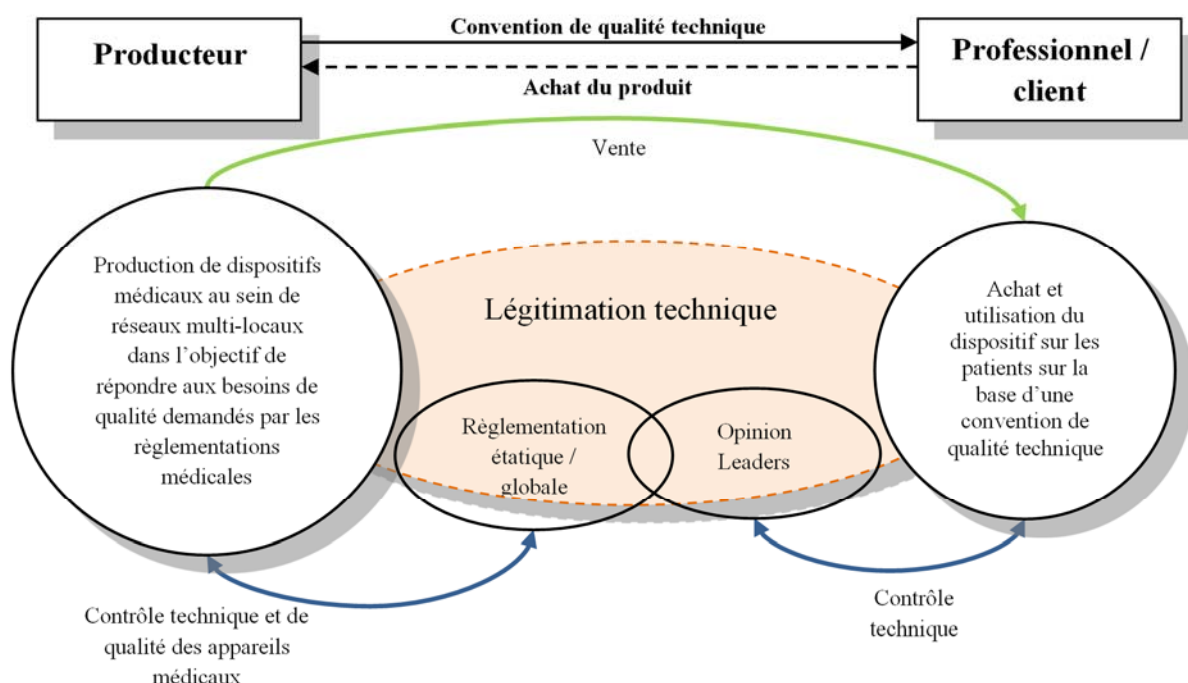 Producteur
Convention de qualité technique
Achat du produit
Professionnel /
client
Vente
Production de dispositifs
médicaux au sein de
réseaux multi-locaux
dans l’objectif de
répondre aux besoins de
qualité demandés par les
règlementations
médicales
Légitimation technique
Règlementation
étatique /
globale
Opinion
Leaders
Achat et
utilisation du
dispositif sur les
patients sur la
base d’une
convention de
qualité technique
Contrôle technique et de
qualité des appareils
médicaux
Contrôle
technique